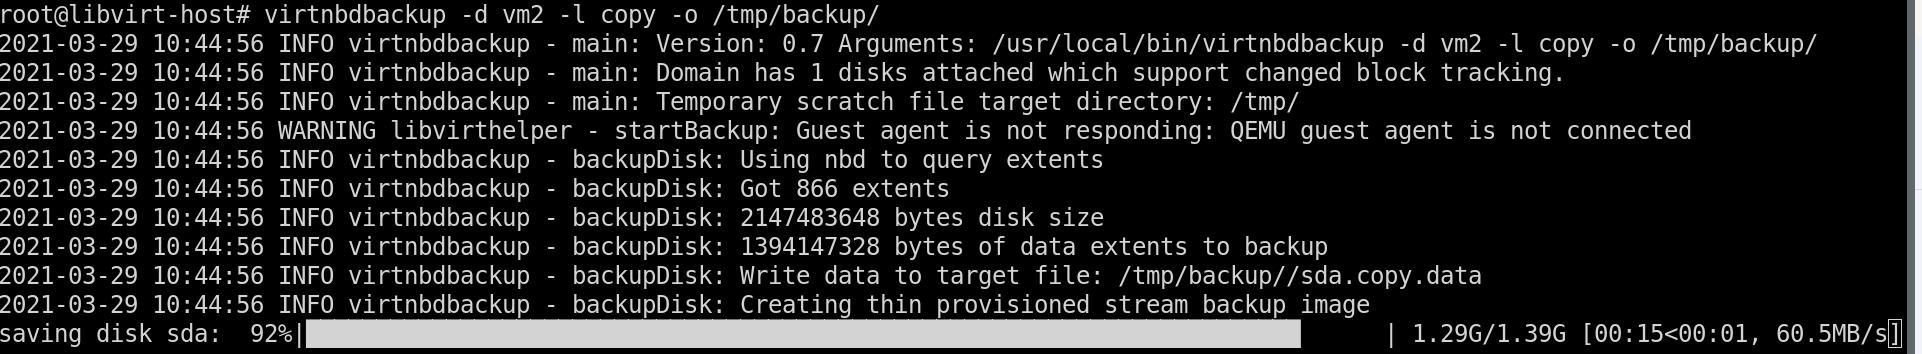 root@libvirt-host# virtnbdbackup -d vm2 -l copy -o /tmp/backup/
2021-03-29 10:44:56 INFO virtnbdbackup - main: Version: 0.7 Arguments: /usr/local/bin/virtnbdbackup -d vm2 -l copy -o /tmp/backup/
2021-03-29 10:44:56 INFO virtnbdbackup - main: Domain has 1 disks attached which support changed block tracking.
2021-03-29 10:44:56 INFO virtnbdbackup - main: Temporary scratch file target directory: /tmp/
2021-03-29 10:44:56 WARNING libvirthelper - startBackup: Guest agent is not responding: QEMU guest agent is not connected
2021-03-29 10:44:56 INFO virtnbdbackup - backupDisk: Using nbd to query extents
2021-03-29 10:44:56 INFO virtnbdbackup - backupDisk: Got 866 extents
2021-03-29 10:44:56 INFO virtnbdbackup - backupDisk: 2147483648 bytes disk size
2021-03-29 10:44:56 INFO virtnbdbackup - backupDisk: 1394147328 bytes of data extents to backup
2021-03-29 10:44:56 INFO virtnbdbackup - backupDisk: Write data to target file: /tmp/backup//sda.copy.data
2021-03-29 10:44:56 INFO virtnbdbackup - backupDisk: Creating thin provisioned stream backup image
saving disk sda:  92%|      | 1.29G/1.39G [00:15<00:01, 60.5MB/s]